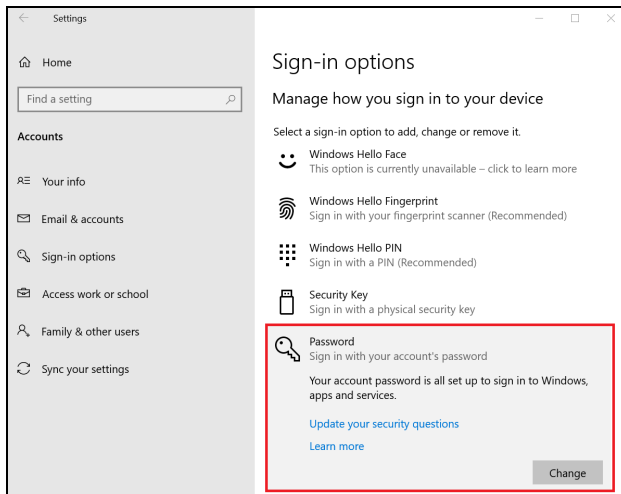 Settings
Home
Find a setting
Accounts
Your info
Email & accounts
Sign-in options
Access work or school
Family & other users
Sync your settings
Sign-in options
Manage how you sign in to your device
Select a sign-in option to add, change or remove it.
Windows Hello Face
This option is currently unavailable – click to learn more
Windows Hello Fingerprint
Sign in with your fingerprint scanner (Recommended)
Windows Hello PIN
Sign in with a PIN (Recommended)
Security Key
Sign in with a physical security key
Password
Sign in with your account's password
Your account password is all set up to sign in to Windows,
apps and services.
Update your security questions
Learn more
Change